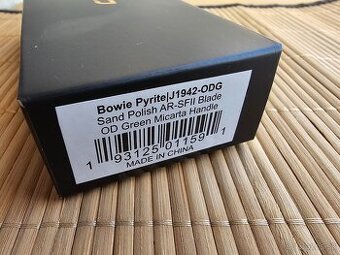 Bowie Pyrite|J1942-ODG
Sand Polish AR-SFII Blade
OD Green Micarta Handle
1 93125 01159 1
MADE IN CHINA